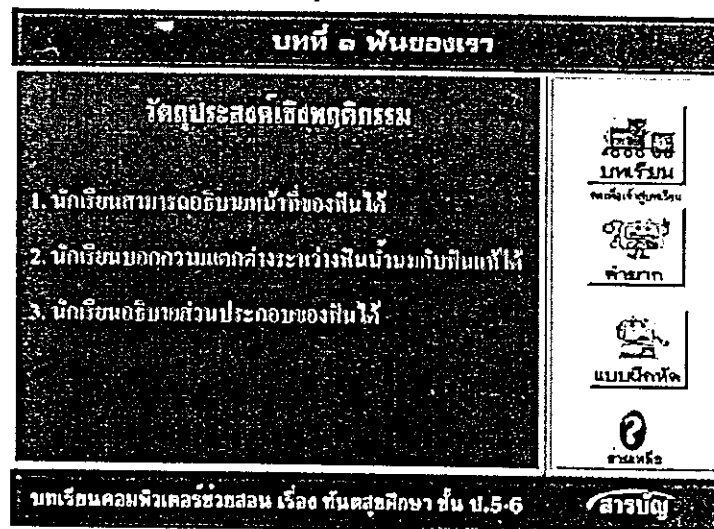 บทที่ ๑ ฟันของเรา
วัตถุประสงค์เชิงพฤติกรรม
1. นักเรียนสามารถอธิบายหน้าที่ของฟันได้
2. นักเรียนบอกความแตกต่างระหว่างฟันน้ำนมกับฟันแท้ได้
3. นักเรียนอธิบายส่วนประกอบของฟันได้
บทเรียน
คำยาก
แบบฝึกหัด
?
บทเรียนคอมพิวเตอร์ช่วยสอน เรื่อง ทันตสุขศึกษา ชั้น ป.5-6
สารบัญ